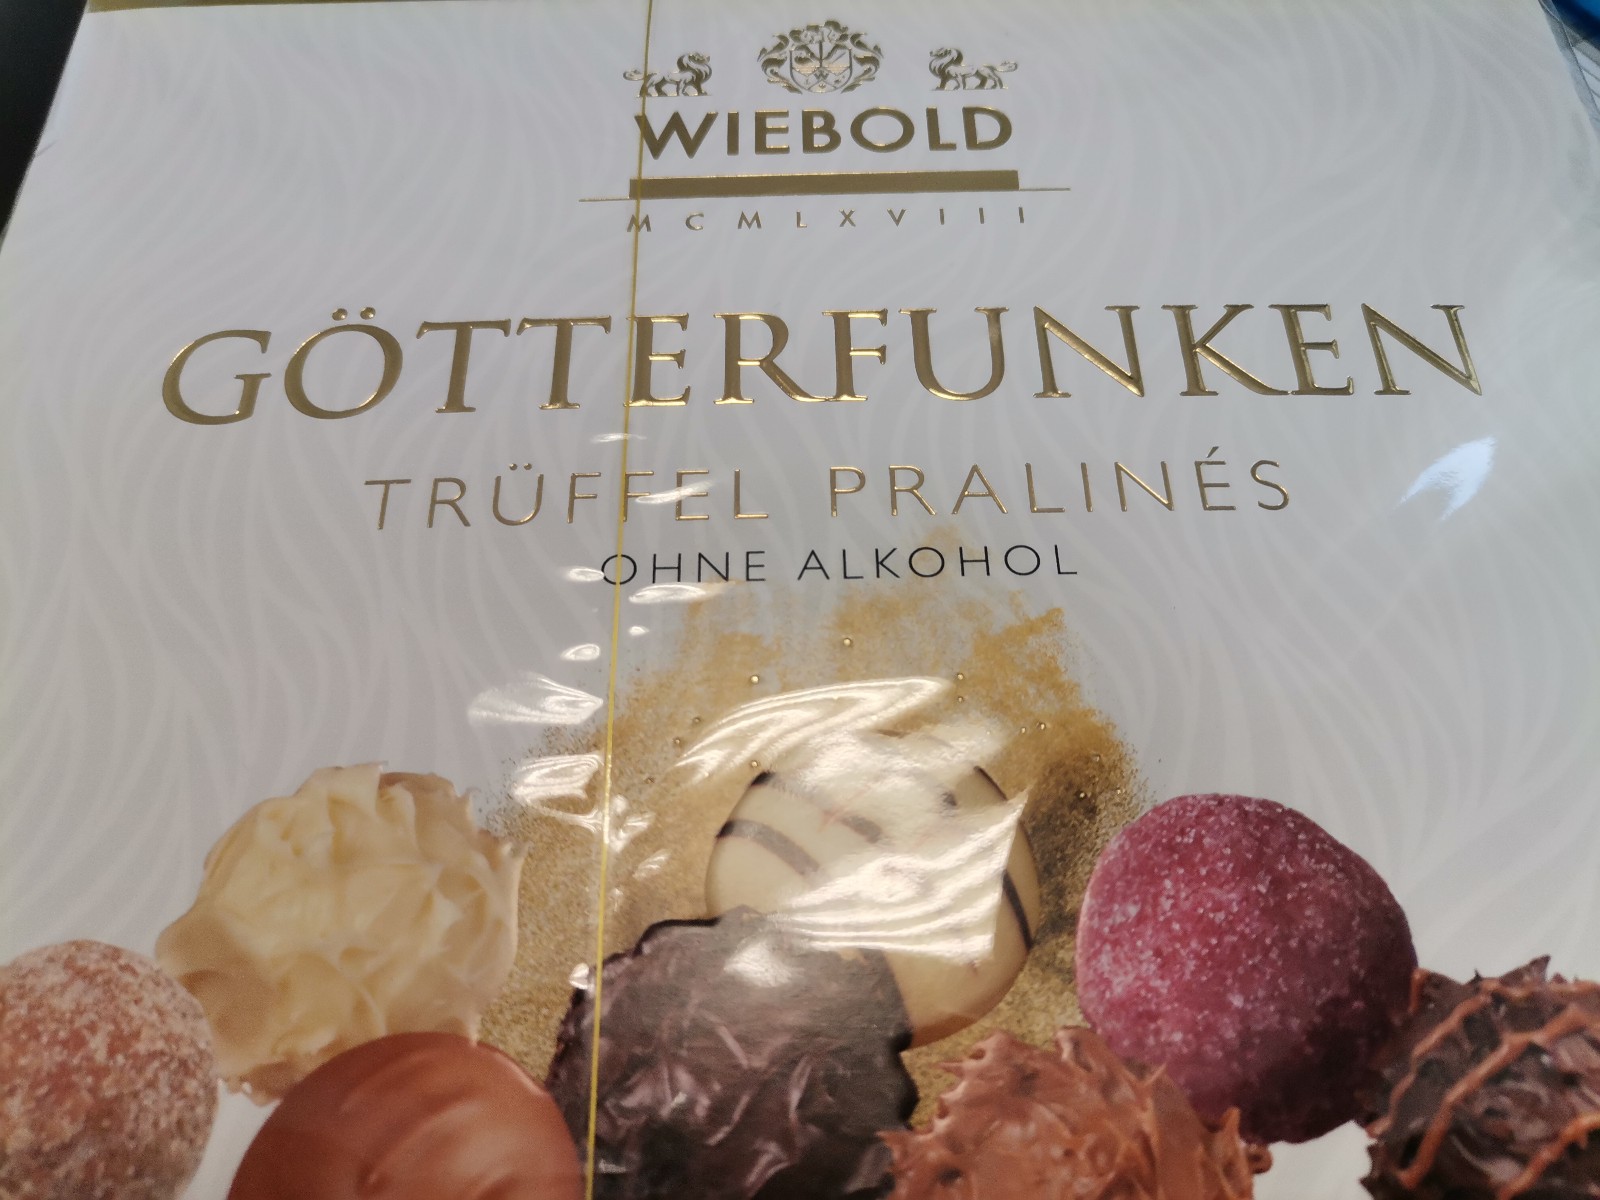 WIEBOLD
MCMLXVIII
GÖTTERFUNKEN
TRÜFFEL PRALINÉS
OHNE ALKOHOL